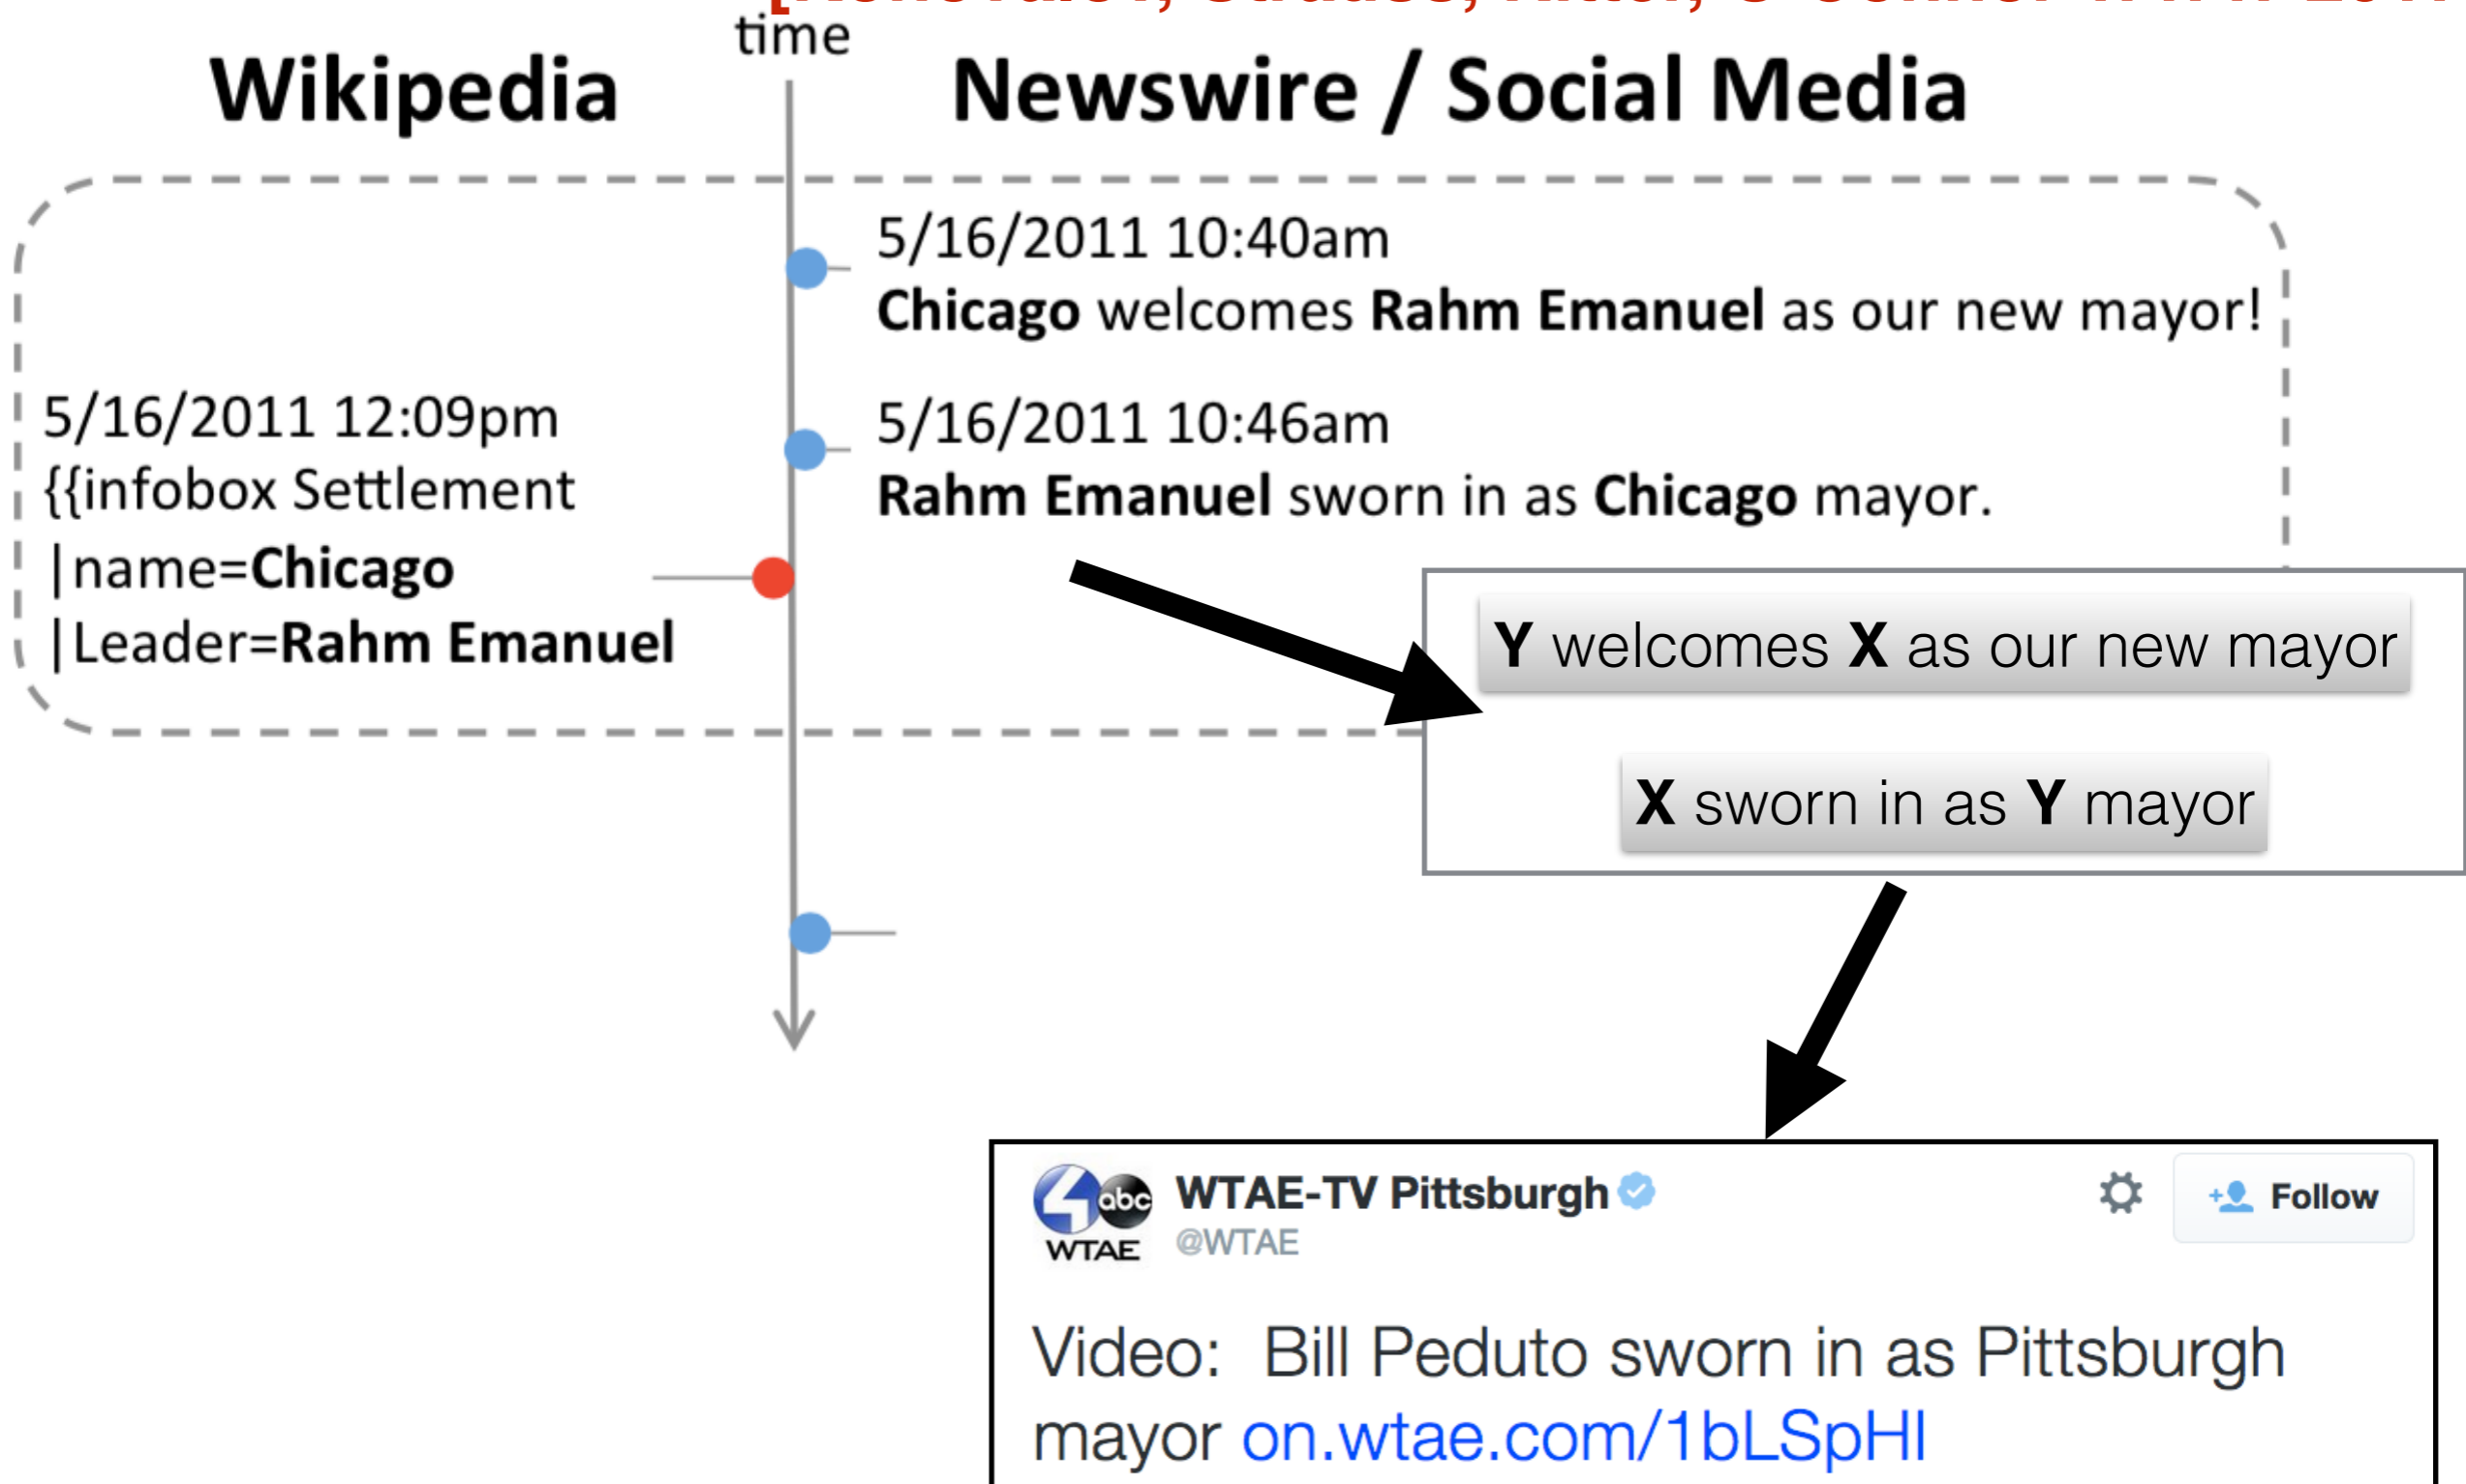 time
Wikipedia
Newswire / Social Media
5/16/2011 10:40am
Chicago welcomes Rahm Emanuel as our new mayor!
5/16/2011 12:09pm
{{infobox Settlement
|name=Chicago
|Leader=Rahm Emanuel
5/16/2011 10:46am
Rahm Emanuel sworn in as Chicago mayor.
Y welcomes X as our new mayor
X sworn in as Y mayor
4 abc
WTAE
WTAE-TV Pittsburgh
@WTAE
Follow
Video: Bill Peduto sworn in as Pittsburgh
mayor on.wtae.com/1bLSpHI